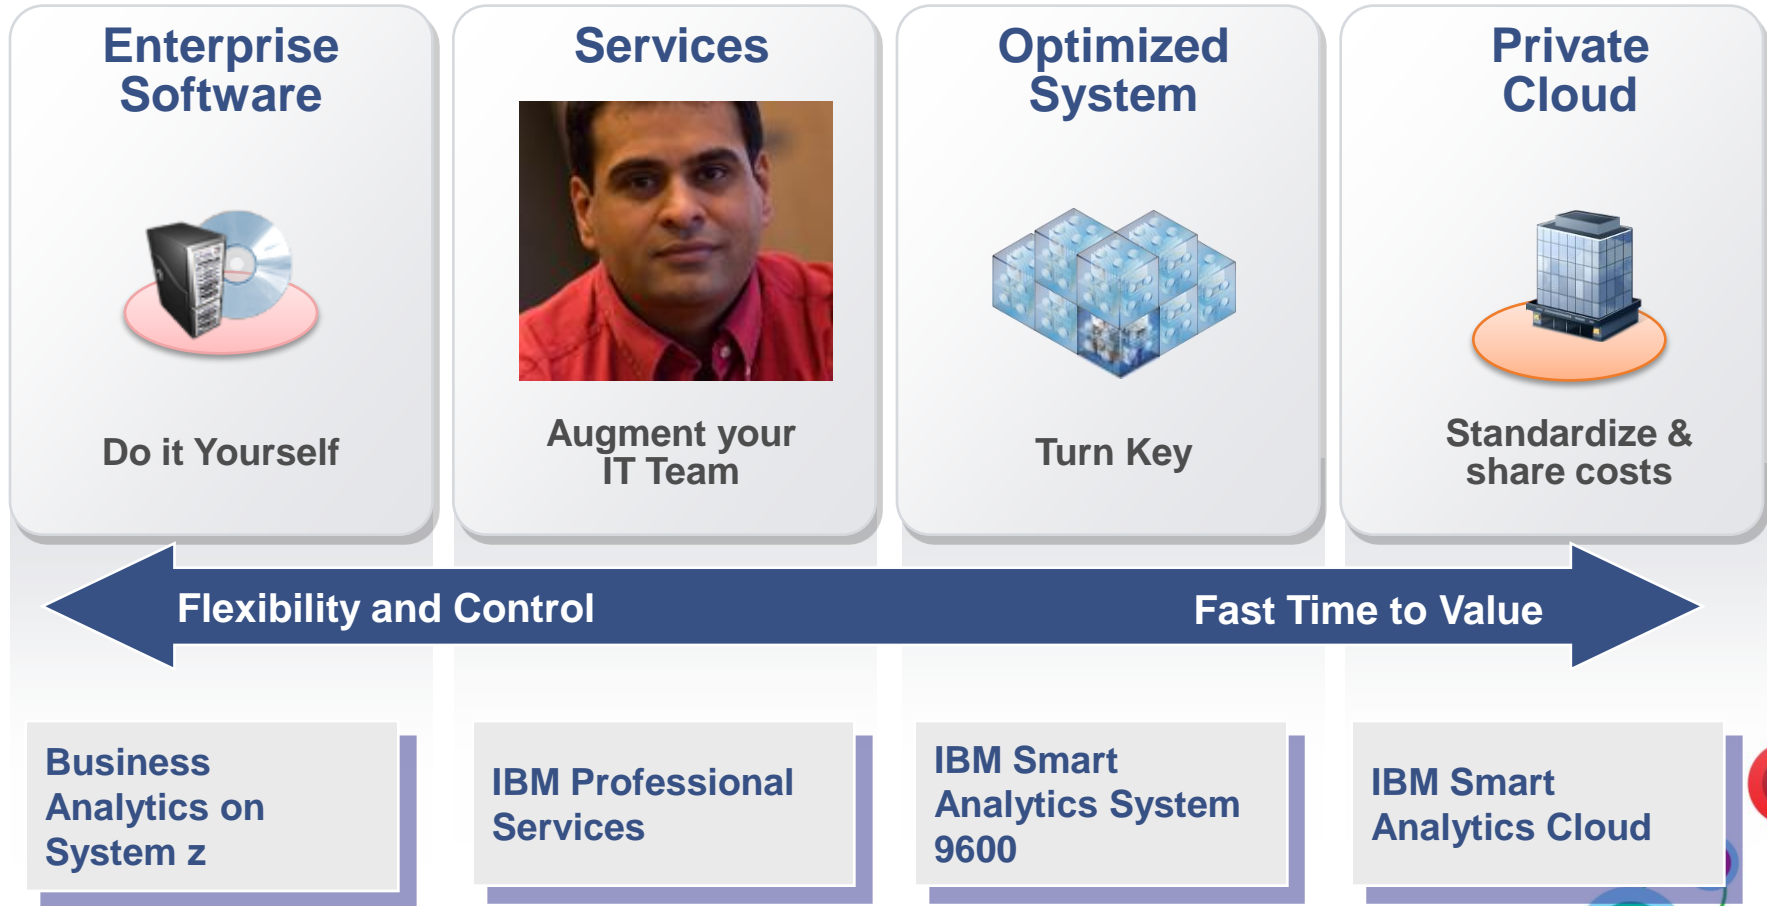 Enterprise
Software
Do it Yourself
Services
Augment your
IT Team
Optimized
System
Turn Key
Private
Cloud
Standardize &
share costs
Flexibility and Control
Fast Time to Value
Business
Analytics on
System z
IBM Professional
Services
IBM Smart
Analytics System
9600
IBM Smart
Analytics Cloud